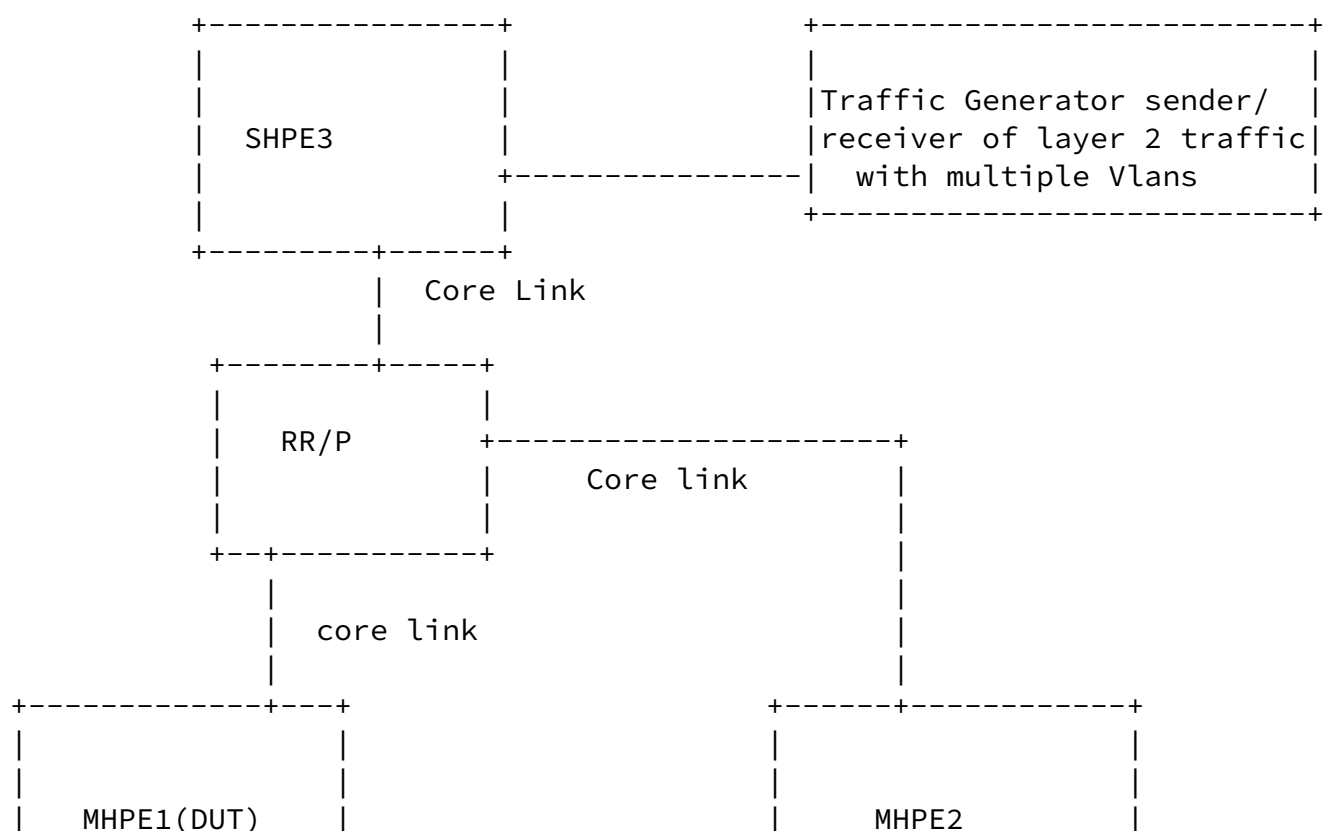 Traffic Generator sender/
SHPE3 receiver of layer 2 traffic
with multiple Vlans
Core Link
RR/P
Core link
core link
MHPE1(DUT) MHPE2